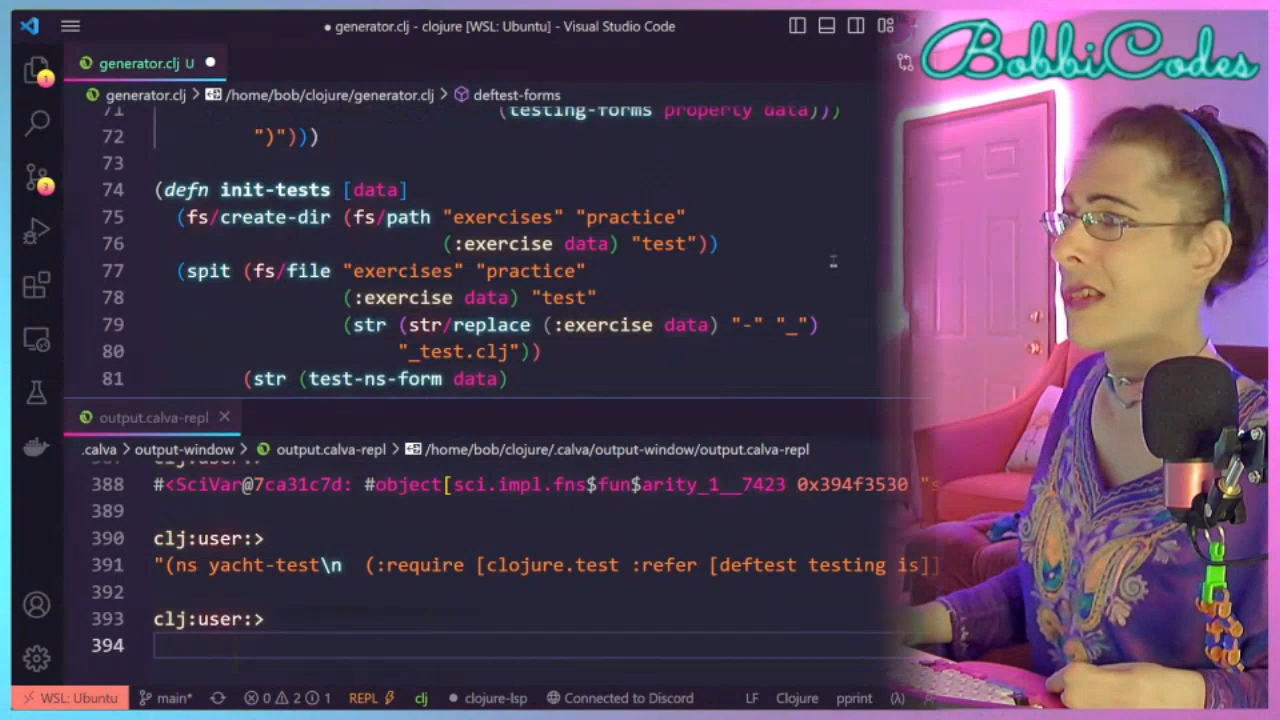 generator.clj - clojure [WSL: Ubuntu] - Visual Studio Code
BobbiCodes
generator.clj U
generator.clj > /home/bob/clojure/generator.clj > deftest-forms
71 (testing-forms property data)))
72 ")")))
73
74 (defn init-tests [data]
75 (fs/create-dir (fs/path "exercises" "practice"
76 (:exercise data) "test"))
77 (spit (fs/file "exercises" "practice"
78 (:exercise data) "test"
79 (str (str/replace (:exercise data) "-" "_")
80 "_test.clj"))
81 (str (test-ns-form data)
output.calva-repl
.calva > output-window > output.calva-repl > /home/bob/clojure/.calva/output-window/output.calva-repl
clj:user:>
388 #<SciVar@7ca31c7d: #object[sci.impl.fns$fun$arity_1__7423 0x394f3530 "s
389
390 clj:user:>
391 "(ns yacht-test\n (:require [clojure.test :refer [deftest testing is]]
392
393 clj:user:>
394
WSL: Ubuntu main* 0 2 1 REPL clj clojure-lsp Connected to Discord LF Clojure pprint (λ)
1
3